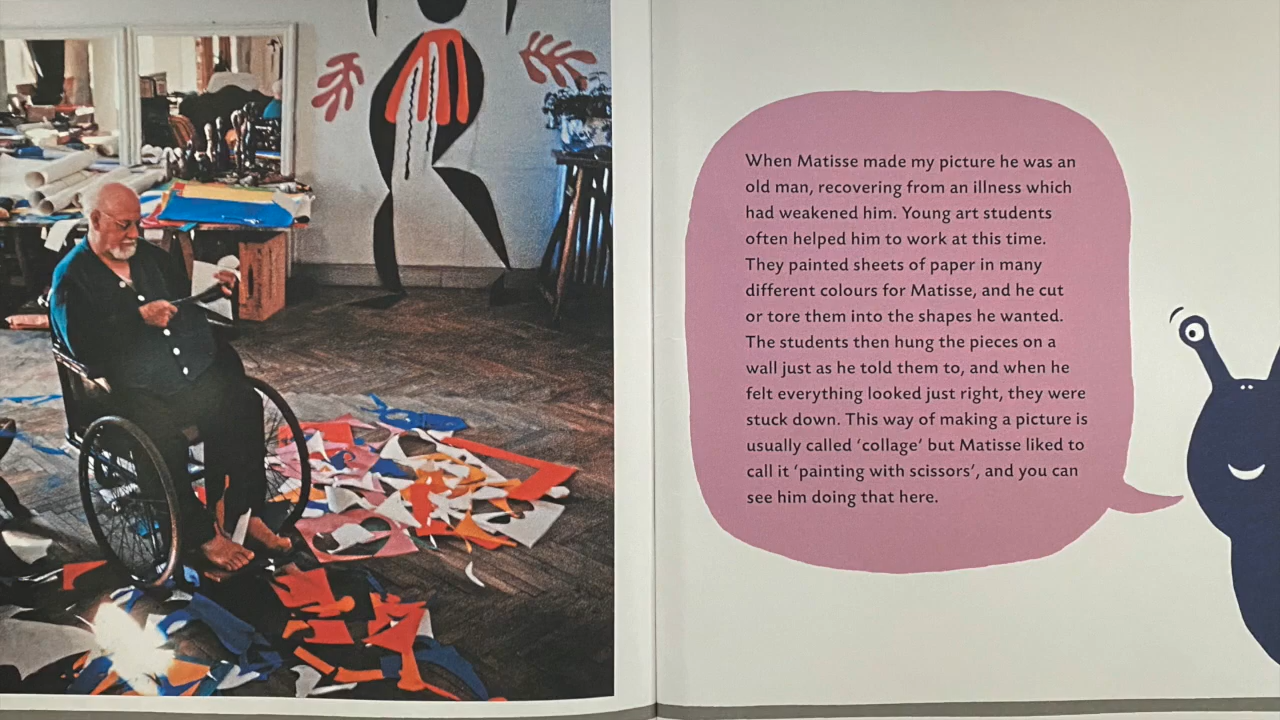 When Matisse made my picture he was an
old man, recovering from an illness which
had weakened him. Young art students
often helped him to work at this time.
They painted sheets of paper in many
different colours for Matisse, and he cut
or tore them into the shapes he wanted.
The students then hung the pieces on a
wall just as he told them to, and when he
felt everything looked just right, they were
stuck down. This way of making a picture is
usually called ‘collage’ but Matisse liked to
call it ‘painting with scissors’, and you can
see him doing that here.